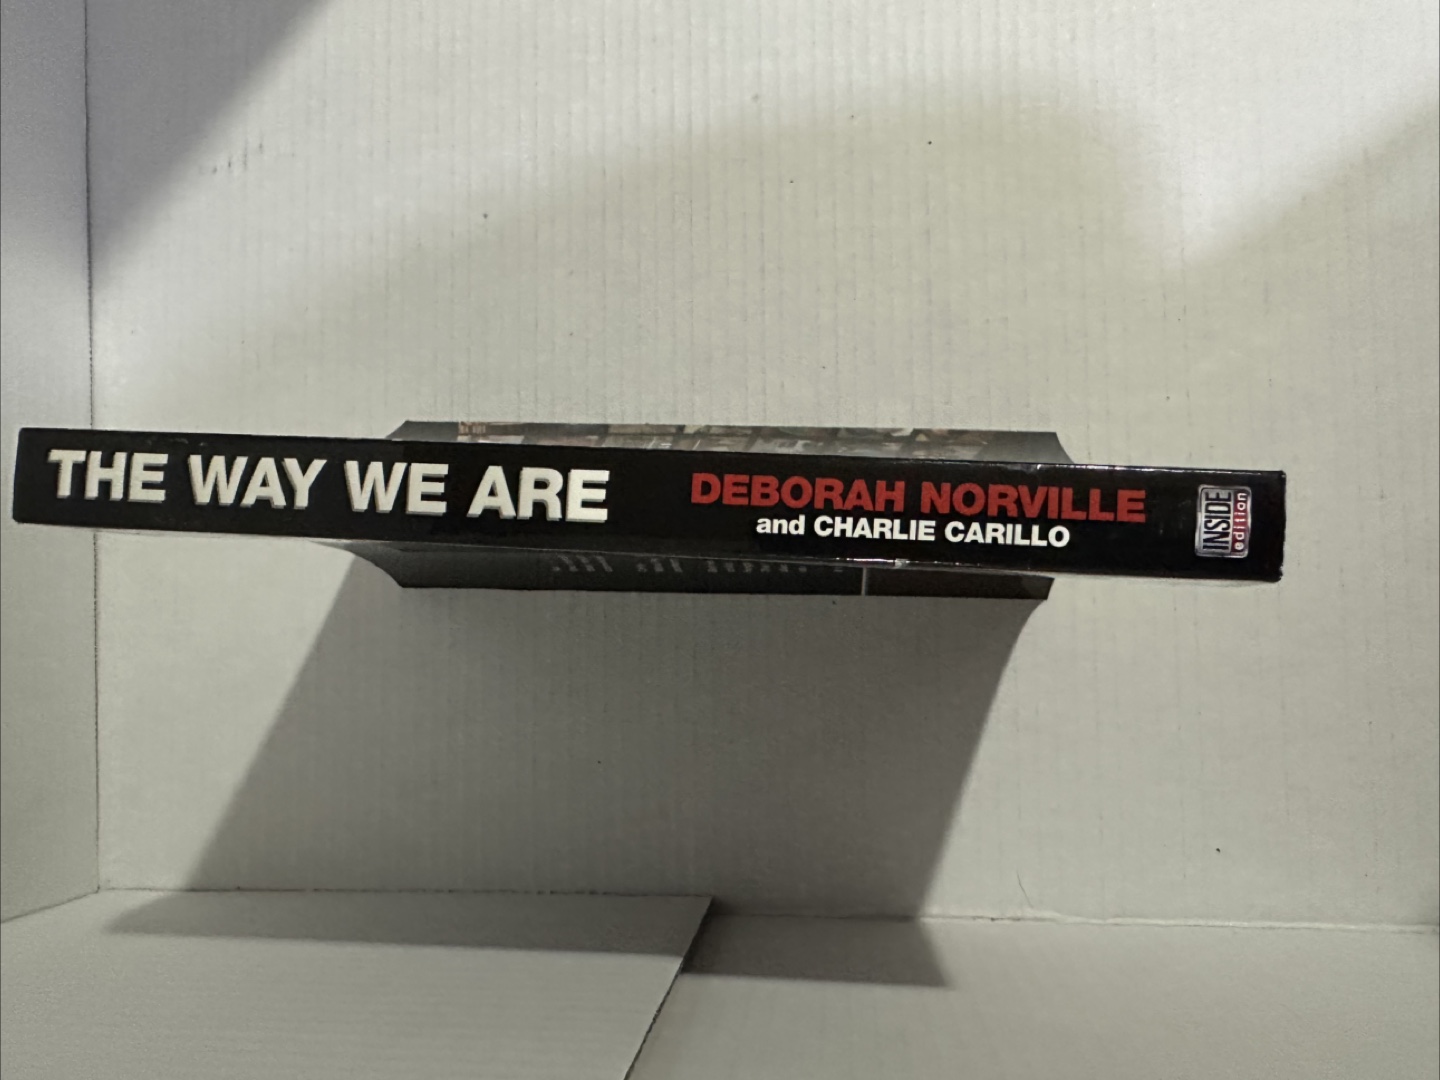 THE WAY WE ARE
DEBORAH NORVILLE
and CHARLIE CARILLO
INSIDE
edition